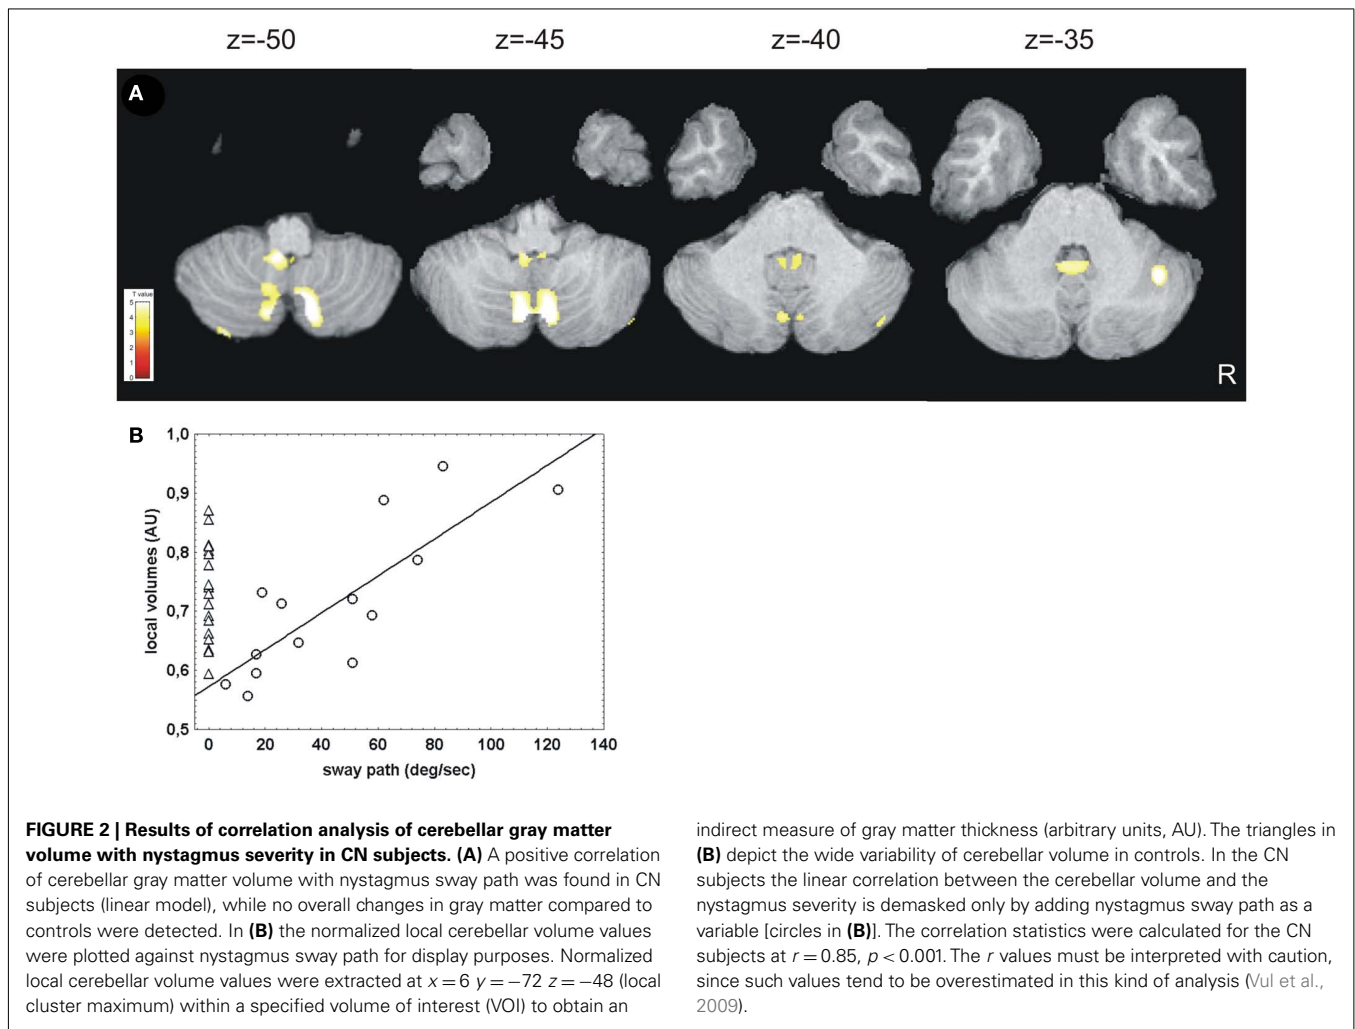 z=-50 z=-45 z=-40 z=-35
A
T value
5
4
3
2
1
0
R
B
1,0
0,9
0,8
0,7
0,6
0,5
local volumes (AU)
0 20 40 60 80 100 120 140
sway path (deg/sec)
FIGURE 2 | Results of correlation analysis of cerebellar gray matter
volume with nystagmus severity in CN subjects. (A) A positive correlation
of cerebellar gray matter volume with nystagmus sway path was found in CN
subjects (linear model), while no overall changes in gray matter compared to
controls were detected. In (B) the normalized local cerebellar volume values
were plotted against nystagmus sway path for display purposes. Normalized
local cerebellar volume values were extracted at x = 6 y = −72 z = −48 (local
cluster maximum) within a specified volume of interest (VOI) to obtain an
indirect measure of gray matter thickness (arbitrary units, AU). The triangles in
(B) depict the wide variability of cerebellar volume in controls. In the CN
subjects the linear correlation between the cerebellar volume and the
nystagmus severity is demasked only by adding nystagmus sway path as a
variable [circles in (B)]. The correlation statistics were calculated for the CN
subjects at r = 0.85, p < 0.001. The r values must be interpreted with caution,
since such values tend to be overestimated in this kind of analysis (Vul et al.,
2009).